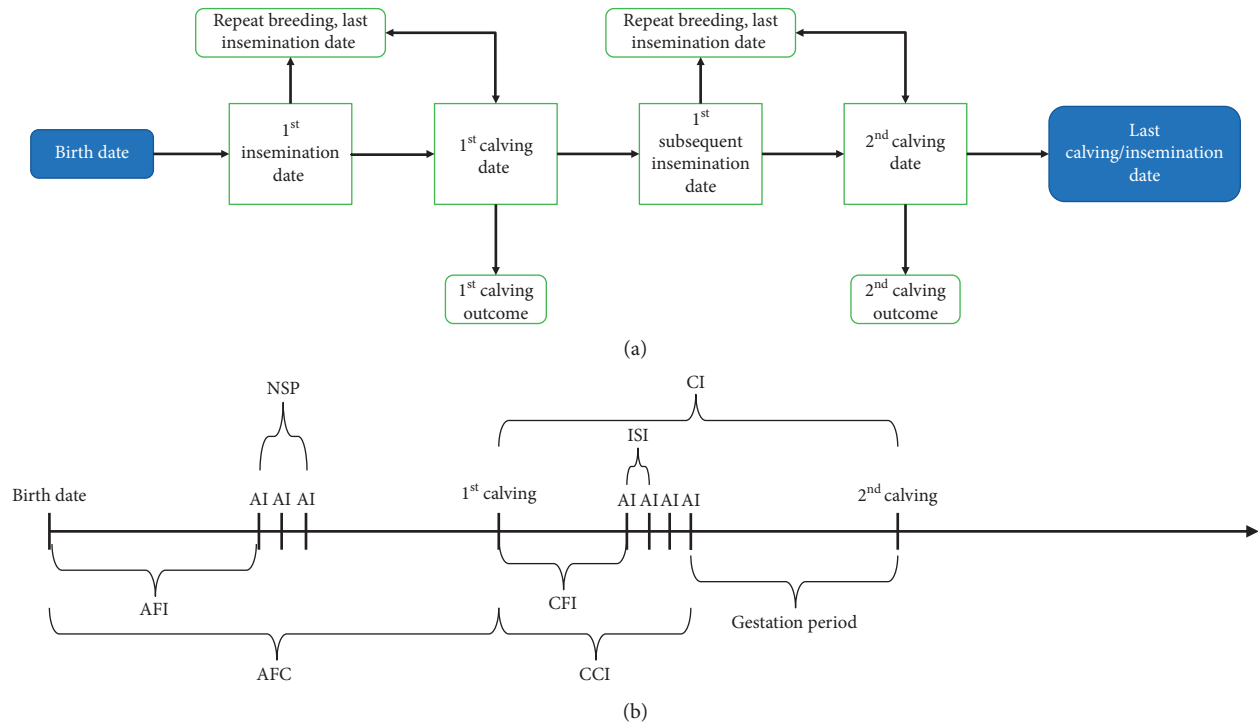 Repeat breeding, last
insemination date
Repeat breeding, last
insemination date
Birth date
1st
insemination
date
1st calving
date
1st
subsequent
insemination
date
2nd calving
date
Last
calving/insemination
date
1st calving
outcome
2nd calving
outcome
(a)
NSP
CI
ISI
Birth date
AI AI AI
1st calving
AI AI AI AI
2nd calving
AFI
CFI
Gestation period
AFC
CCI
(b)